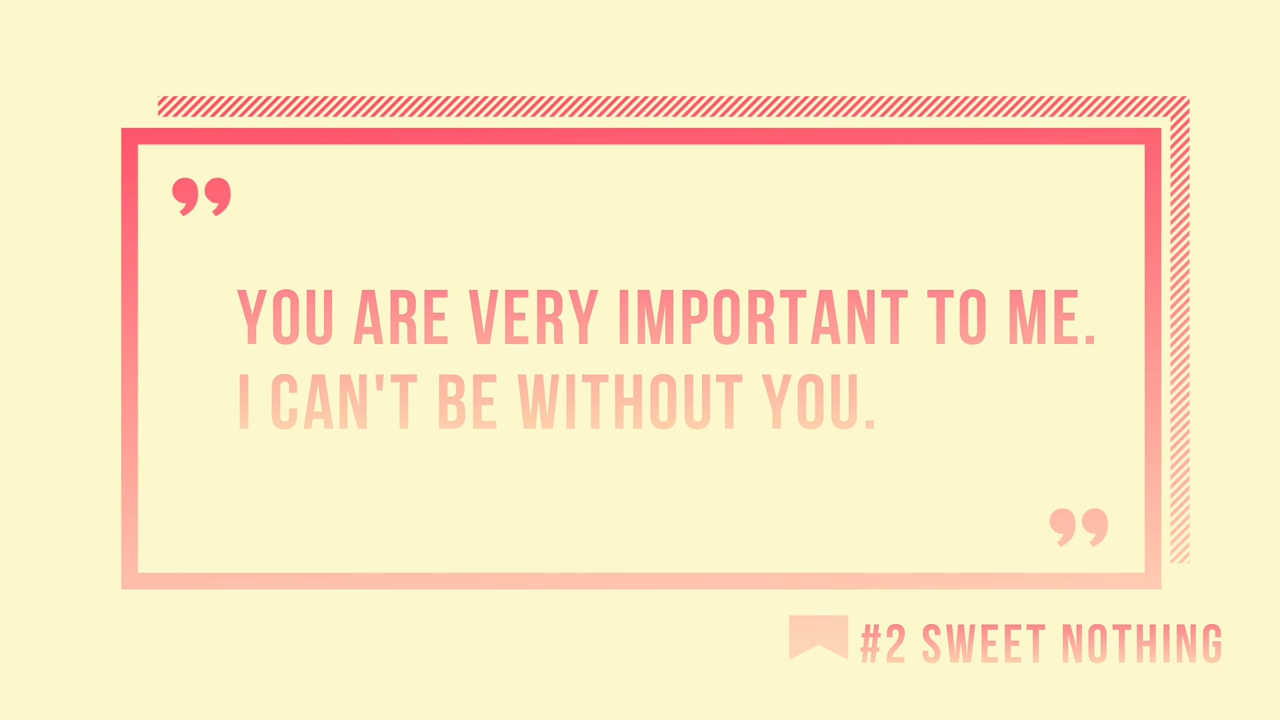 ”
YOU ARE VERY IMPORTANT TO ME.
I CAN'T BE WITHOUT YOU.
”
#2 SWEET NOTHING